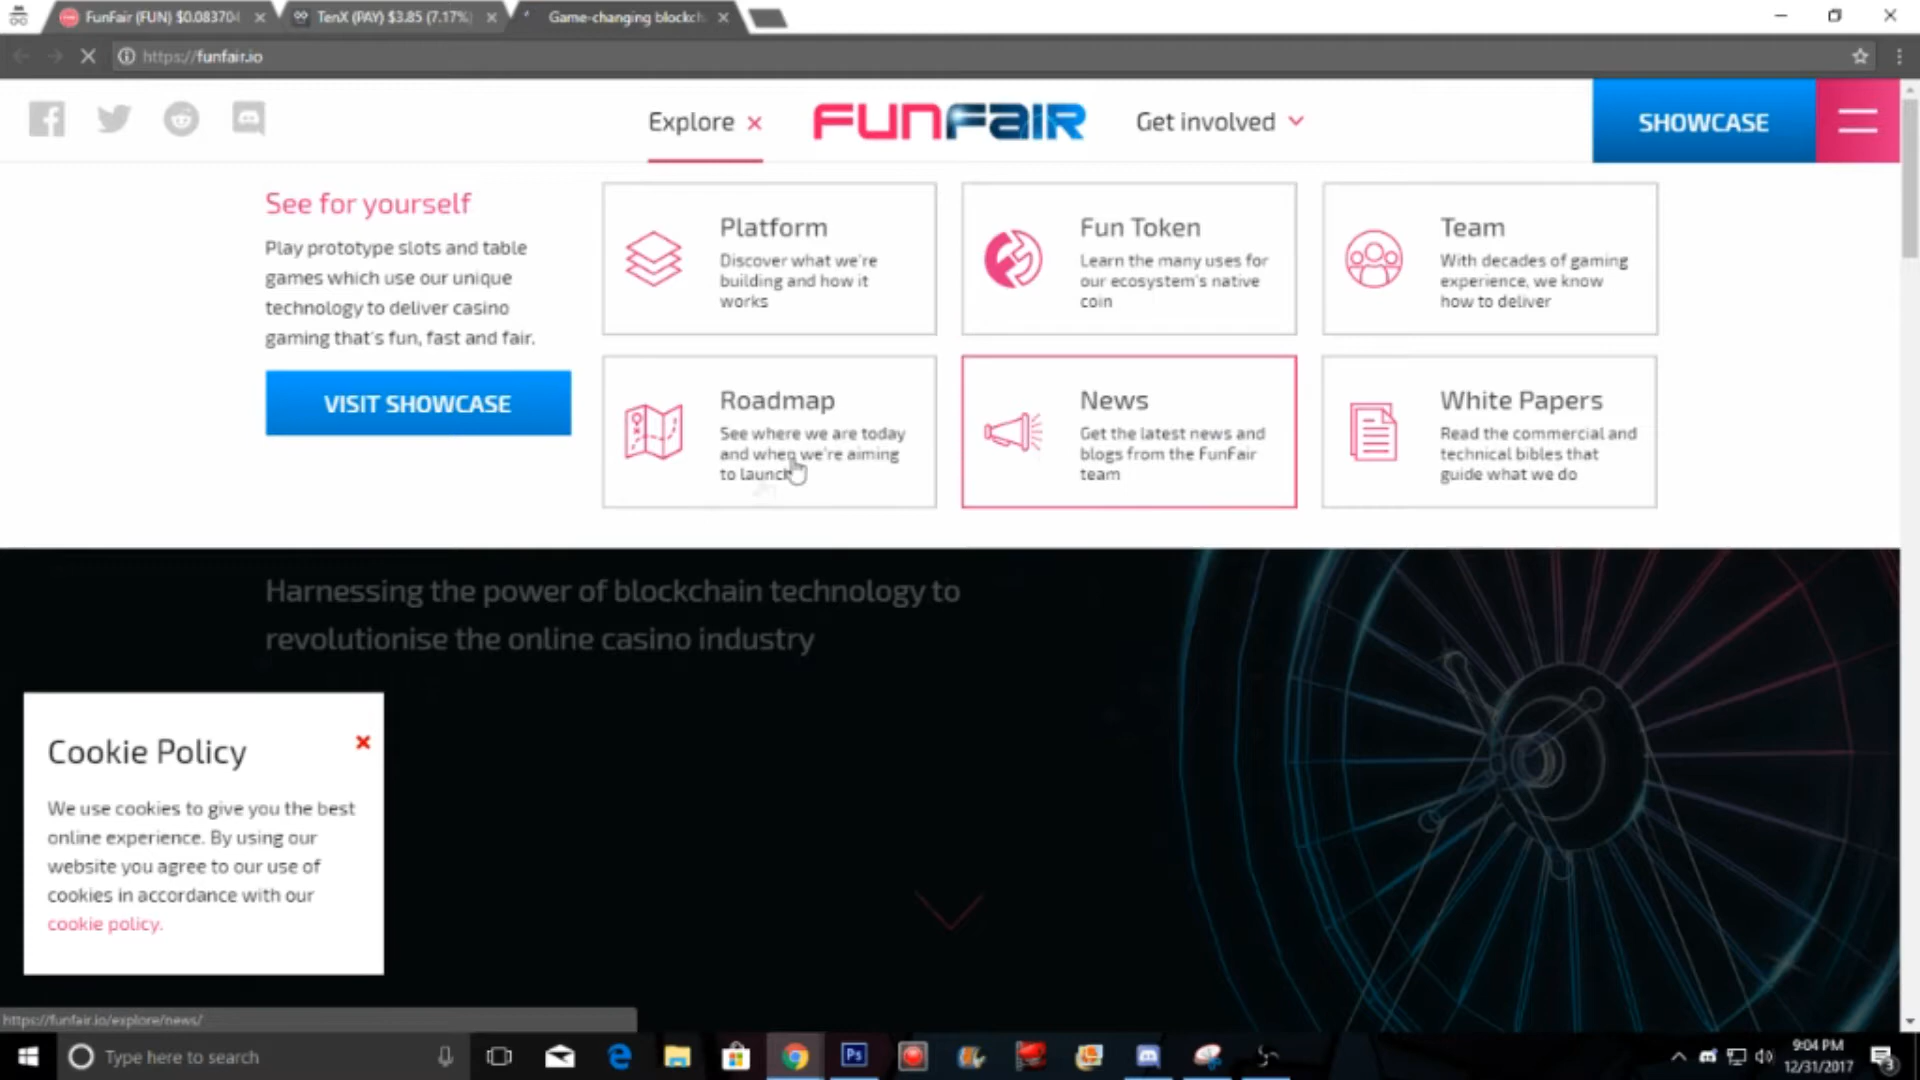 FunFair (FUN) $0.083704
TenX (PAY) $3.85 (7.17%)
Game-changing blockch
https://funfair.io
Explore
FUNFAIR
Get involved
SHOWCASE
See for yourself
Play prototype slots and table
games which use our unique
technology to deliver casino
gaming that's fun, fast and fair.
VISIT SHOWCASE
Platform
Discover what we're
building and how it
works
Fun Token
Learn the many uses for
our ecosystem's native
coin
Team
With decades of gaming
experience, we know
how to deliver
Roadmap
See where we are today
and when we're aiming
to launch
News
Get the latest news and
blogs from the FunFair
team
White Papers
Read the commercial and
technical bibles that
guide what we do
Harnessing the power of blockchain technology to
revolutionise the online casino industry
Cookie Policy
We use cookies to give you the best
online experience. By using our
website you agree to our use of
cookies in accordance with our
cookie policy.
https://funfair.io/explore/news/
Type here to search
Ps
9:04 PM
12/31/2017
3